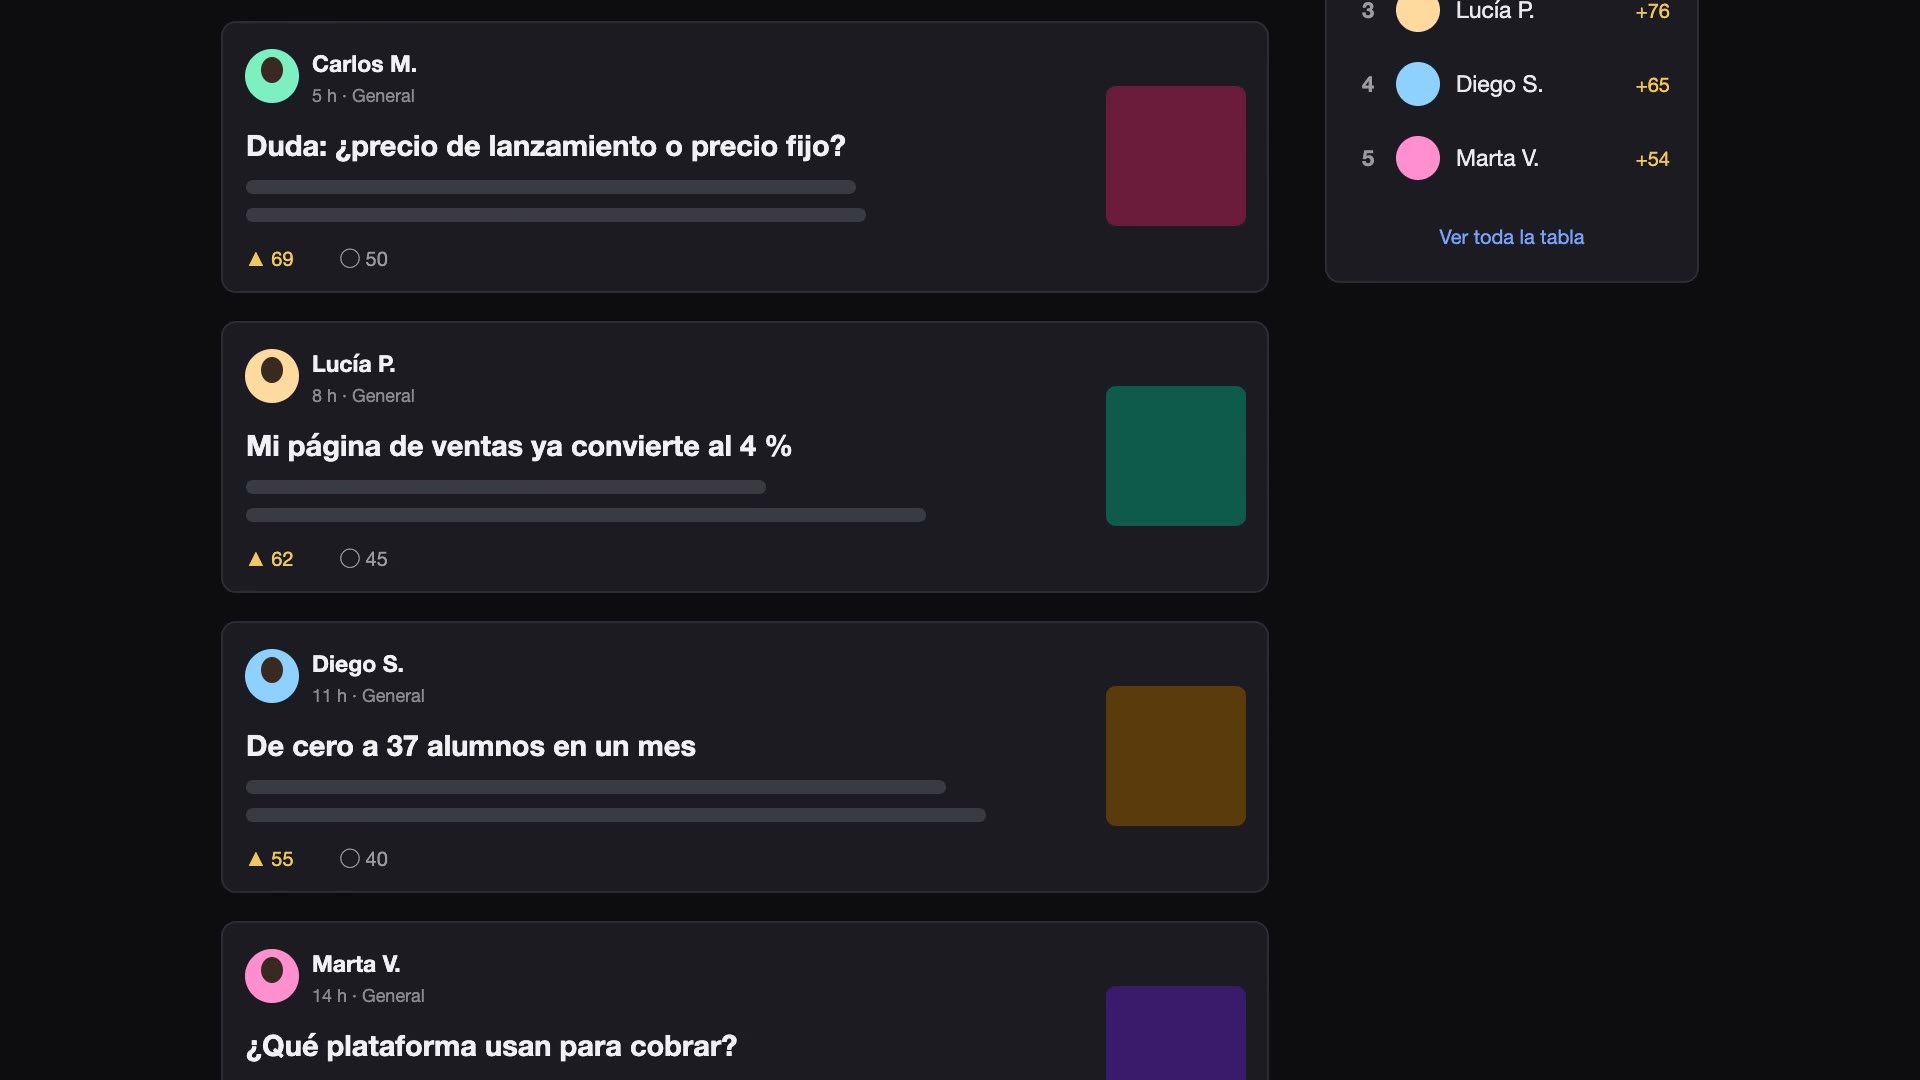 Carlos M.
5 h · General
Duda: ¿precio de lanzamiento o precio fijo?
▲ 69 ◯ 50
Lucía P.
8 h · General
Mi página de ventas ya convierte al 4 %
▲ 62 ◯ 45
Diego S.
11 h · General
De cero a 37 alumnos en un mes
▲ 55 ◯ 40
Marta V.
14 h · General
¿Qué plataforma usan para cobrar?
3 Lucía P. +76
4 Diego S. +65
5 Marta V. +54
Ver toda la tabla